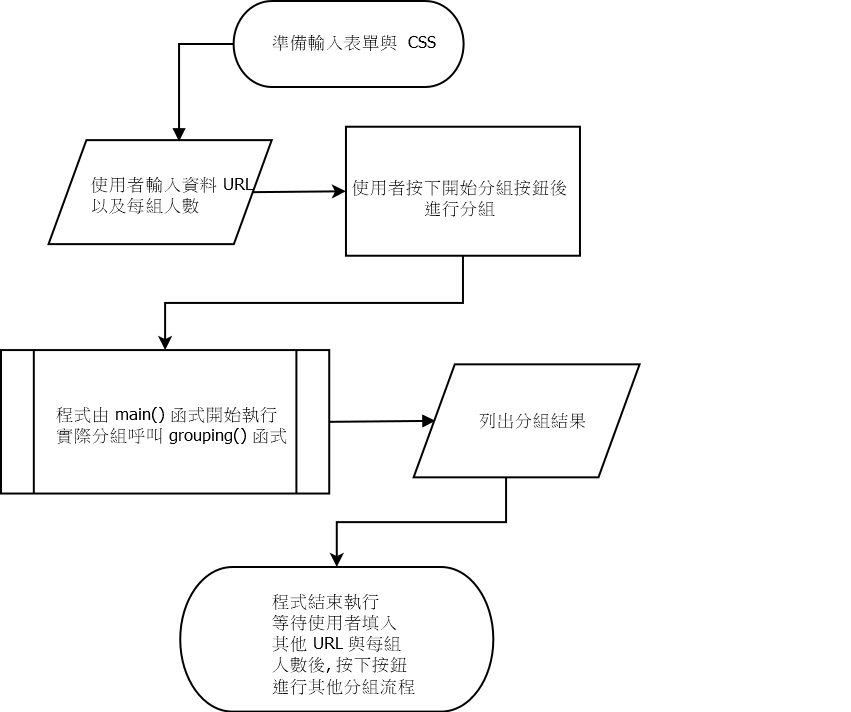 準備輸入表單與 CSS
使用者輸入資料 URL
以及每組人數
使用者按下開始分組按鈕後
進行分組
程式由 main() 函式開始執行
實際分組呼叫 grouping() 函式
列出分組結果
程式結束執行
等待使用者填入
其他 URL 與每組
人數後, 按下按鈕
進行其他分組流程